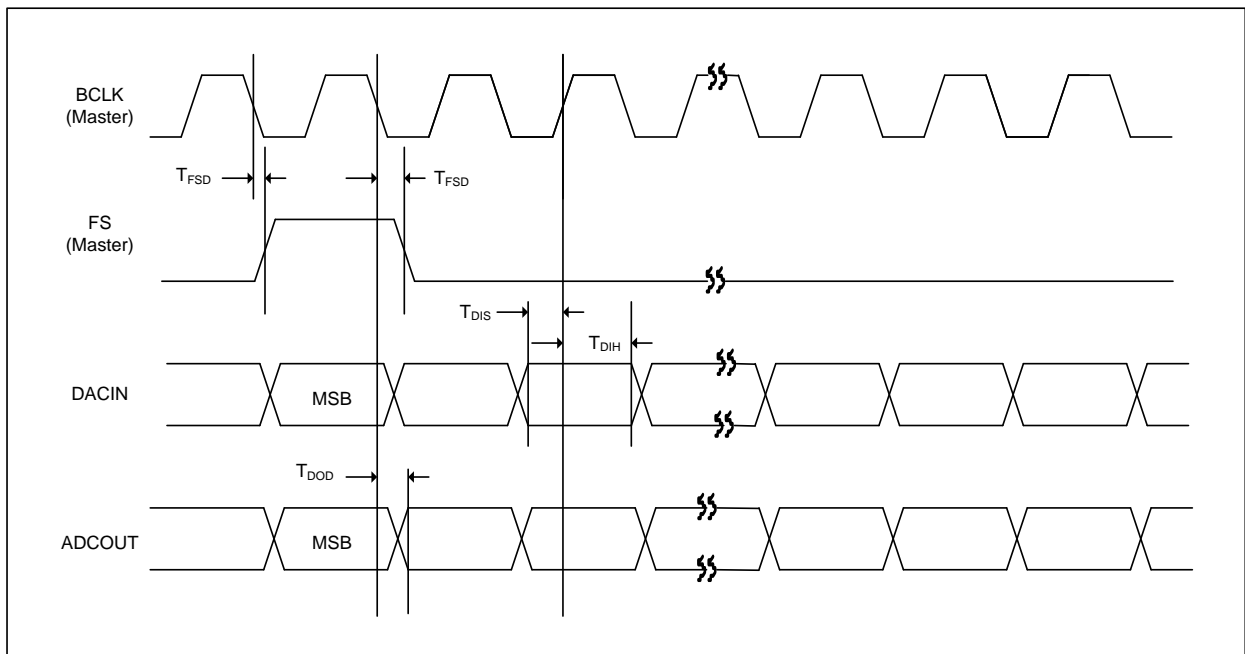 BCLK
(Master)
TFSD
TFSD
FS
(Master)
TDIS
TDIH
DACIN
MSB
TDOD
ADCOUT
MSB